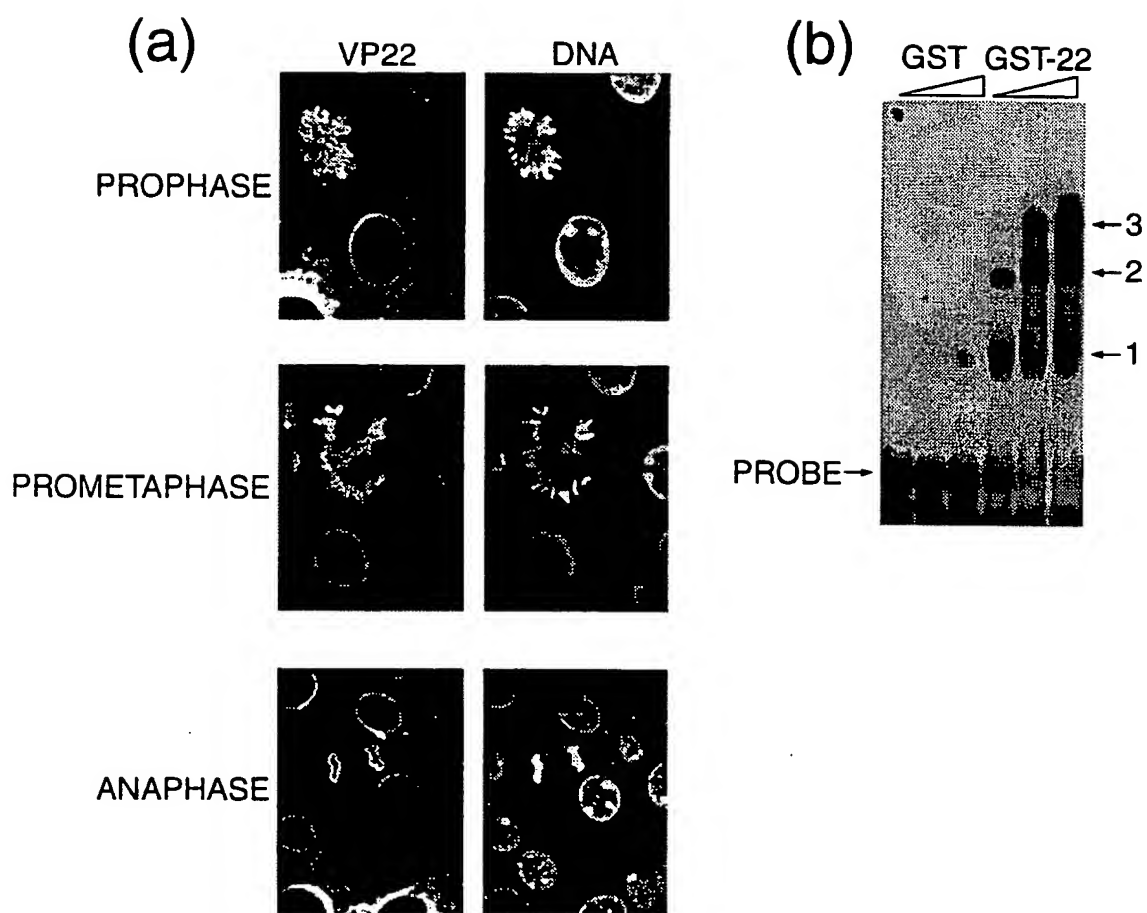 (a)
VP22 DNA
PROPHASE
PROMETAPHASE
ANAPHASE
(b)
GST GST-22
3
2
1
PROBE